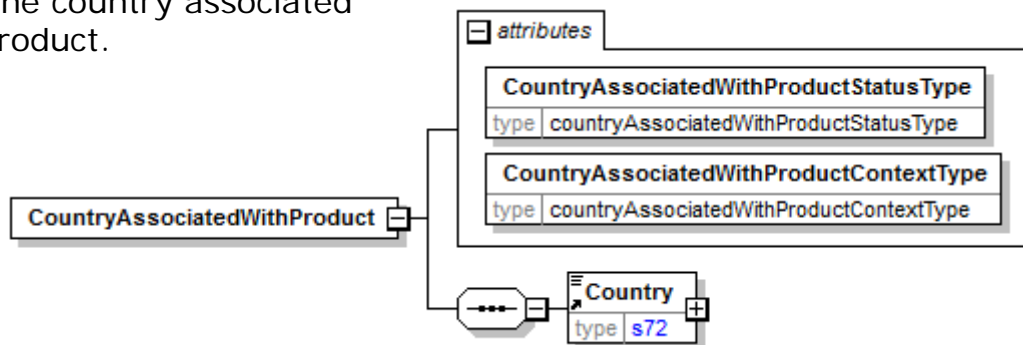 he country associated
roduct.
attributes
CountryAssociatedWithProductStatusType
type countryAssociatedWithProductStatusType
CountryAssociatedWithProductContextType
type countryAssociatedWithProductContextType
CountryAssociatedWithProduct
Country
type s72